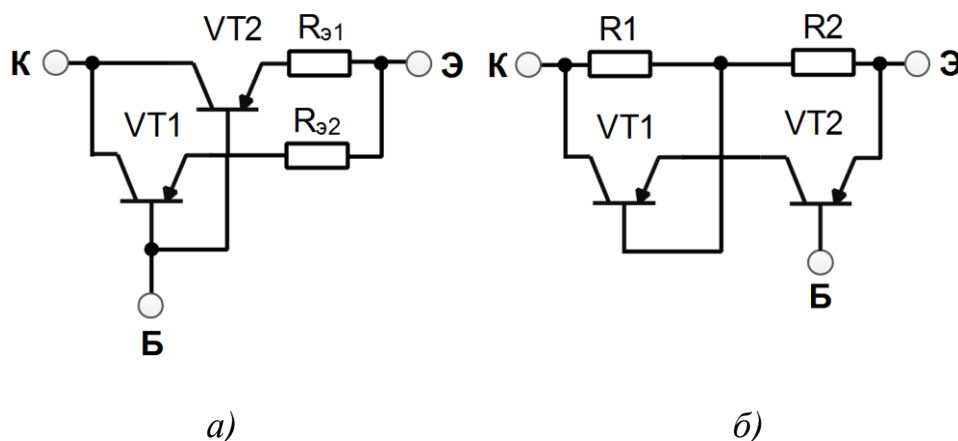 VT2 Rэ1
К Э
VT1 Rэ2
Б
а)
R1 R2
К Э
VT1 VT2
Б
б)